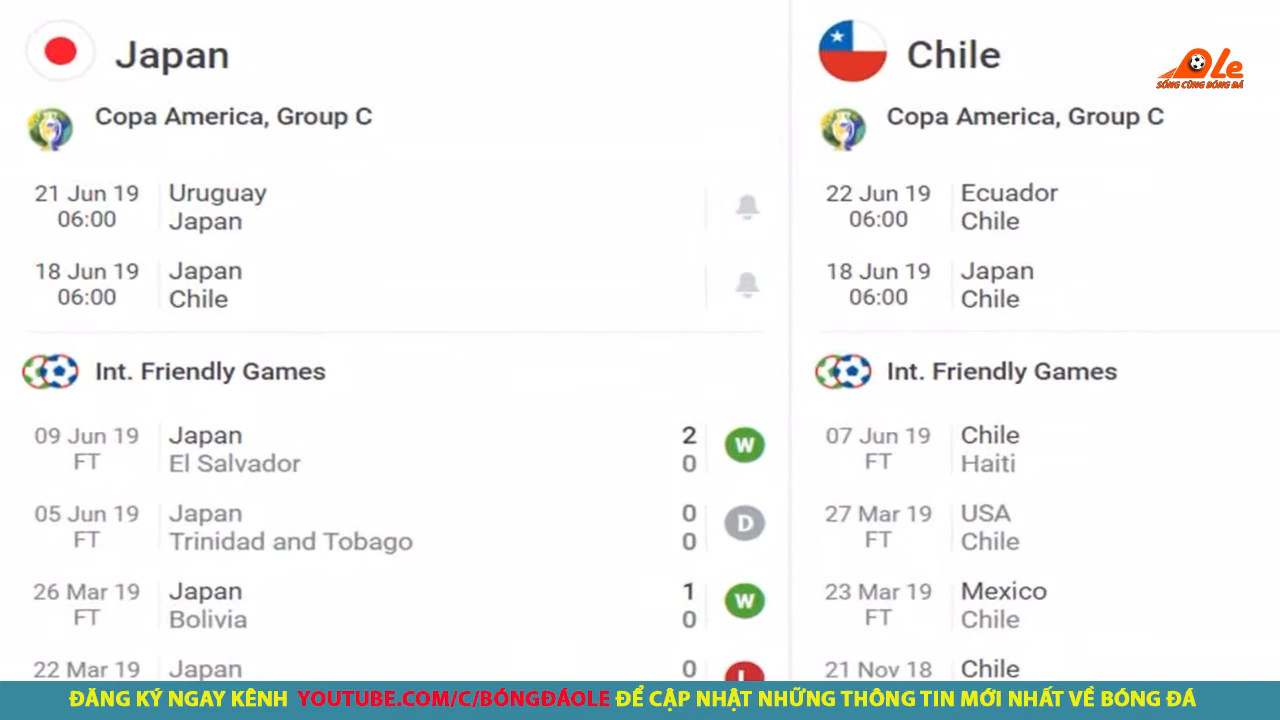 Japan
Copa America, Group C
21 Jun 19
06:00
Uruguay
Japan
18 Jun 19
06:00
Japan
Chile
Int. Friendly Games
09 Jun 19
FT
Japan
El Salvador
2
0
W
05 Jun 19
FT
Japan
Trinidad and Tobago
0
0
D
26 Mar 19
FT
Japan
Bolivia
1
0
W
22 Mar 19
Japan
0
L
Chile
Copa America, Group C
22 Jun 19
06:00
Ecuador
Chile
18 Jun 19
06:00
Japan
Chile
Int. Friendly Games
07 Jun 19
FT
Chile
Haiti
27 Mar 19
FT
USA
Chile
23 Mar 19
FT
Mexico
Chile
21 Nov 18
Chile
Ole
SỐNG CÙNG BÓNG ĐÁ
ĐĂNG KÝ NGAY KÊNH YOUTUBE.COM/C/BÓNGĐÁOLE ĐỂ CẬP NHẬT NHỮNG THÔNG TIN MỚI NHẤT VỀ BÓNG ĐÁ